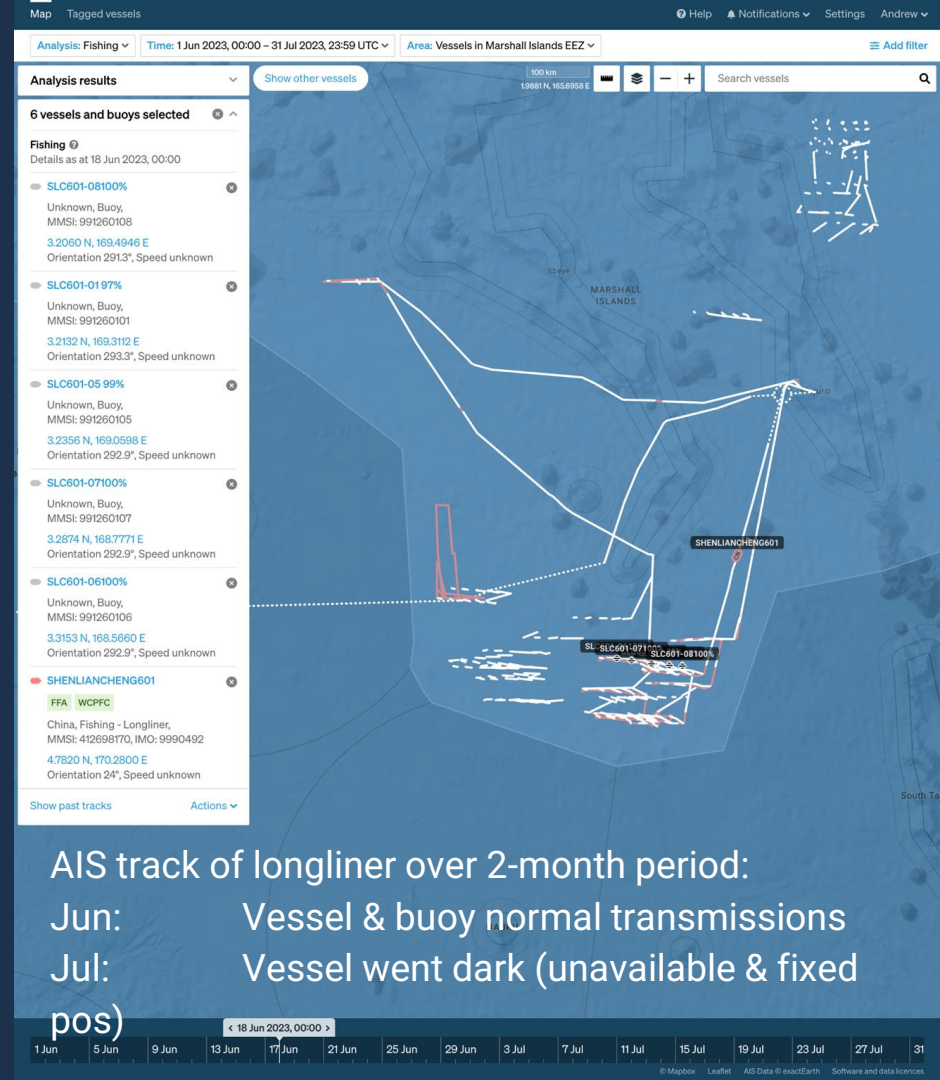 Map Tagged vessels Help Notifications Settings Andrew
Analysis: Fishing Time: 1 Jun 2023, 00:00 – 31 Jul 2023, 23:59 UTC Area: Vessels in Marshall Islands EEZ Add filter
Analysis results
Show other vessels
100 km
1.9881 N, 165.6958 E
Search vessels
6 vessels and buoys selected
Fishing
Details as at 18 Jun 2023, 00:00
SLC601-08100%
Unknown, Buoy,
MMSI: 991260108
3.2060 N, 169.4946 E
Orientation 291.3°, Speed unknown
SLC601-01 97%
Unknown, Buoy,
MMSI: 991260101
3.2132 N, 169.3112 E
Orientation 293.3°, Speed unknown
SLC601-05 99%
Unknown, Buoy,
MMSI: 991260105
3.2356 N, 169.0598 E
Orientation 292.9°, Speed unknown
SLC601-07100%
Unknown, Buoy,
MMSI: 991260107
3.2874 N, 168.7771 E
Orientation 292.9°, Speed unknown
SLC601-06100%
Unknown, Buoy,
MMSI: 991260106
3.3153 N, 168.5660 E
Orientation 292.9°, Speed unknown
SHENLIANCHENG601
FFA WCPFC
China, Fishing - Longliner,
MMSI: 412698170, IMO: 9990492
4.7820 N, 170.2800 E
Orientation 24°, Speed unknown
Show past tracks Actions
Ebeye
MARSHALL
ISLANDS
SHENLIANCHENG601
SLC601-08100%
South Ta
AIS track of longliner over 2-month period:
Jun: Vessel & buoy normal transmissions
Jul: Vessel went dark (unavailable & fixed
pos)
18 Jun 2023, 00:00
1 Jun 5 Jun 9 Jun 13 Jun 17 Jun 21 Jun 25 Jun 29 Jun 3 Jul 7 Jul 11 Jul 15 Jul 19 Jul 23 Jul 27 Jul 31
© Mapbox Leaflet AIS Data © exactEarth Software and data licences